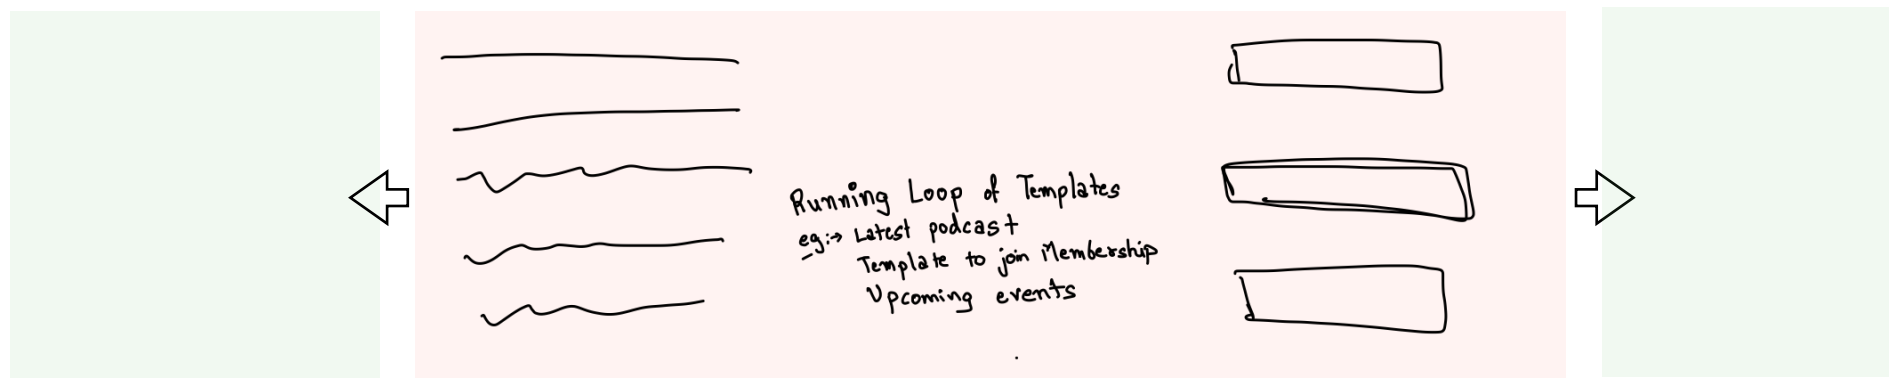 Running Loop of Templates
eg:→ Latest podcast
Template to join Membership
Upcoming events